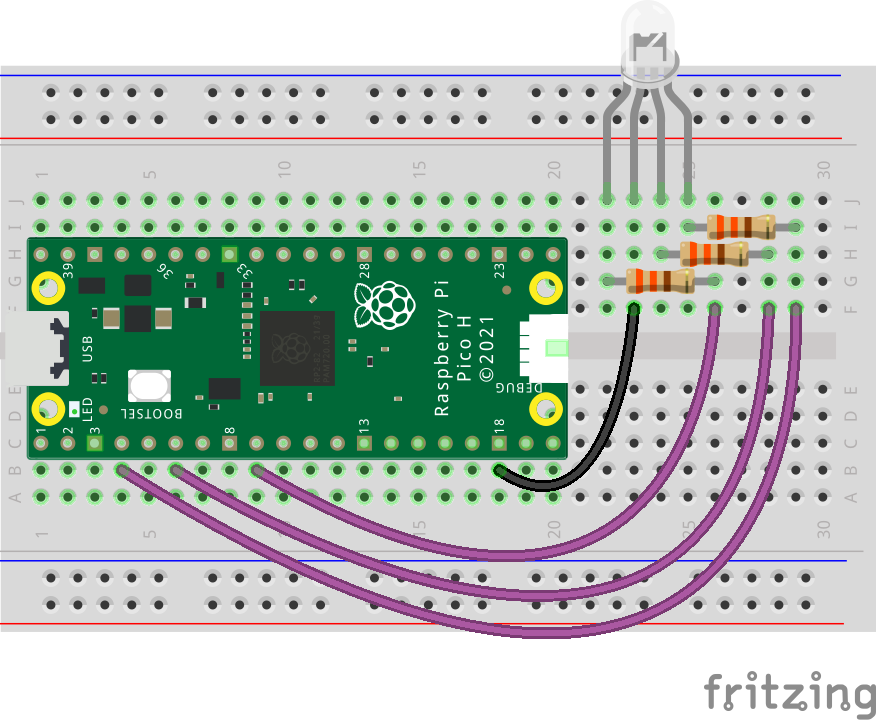 1 5 10 15 20 25 30
J J
I I
H H
G G
F F
39 36 33 28 23
USB
Raspberry Pi
Pico H
©2021
DEBUG
LED
BOOTSEL
1 2 3 8 13 18
E E
D D
C C
B B
A A
1 5 10 20 25 30
fritzing